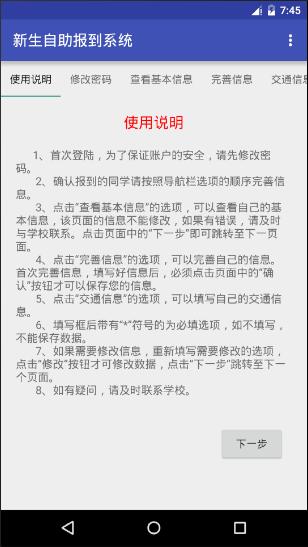 7:45
新生自助报到系统
使用说明 修改密码 查看基本信息 完善信息 交通信息
使用说明
1、首次登陆，为了保证账户的安全，请先修改密
码。
2、确认报到的同学请按照导航栏选项的顺序完善信
息。
3、点击“查看基本信息”的选项，可以查看自己的基
本信息，该页面的信息不能修改，如果有错误，请及时
与学校联系。点击页面中的“下一步”即可跳转至下一页
面。
4、点击“完善信息”的选项，可以完善自己的信息。
首次完善信息，填写好信息后，必须点击页面中的“确
认”按钮才可以保存您的信息。
5、点击“交通信息”的选项，可以填写自己的交通信
息。
6、填写框后带有“*”符号的为必填选项，如不填写，
不能保存数据。
7、如果需要修改信息，重新填写需要修改的选项，
点击“修改”按钮才可修改数据，点击“下一步”跳转至下一
个页面。
8、如有疑问，请及时联系学校。
下一步